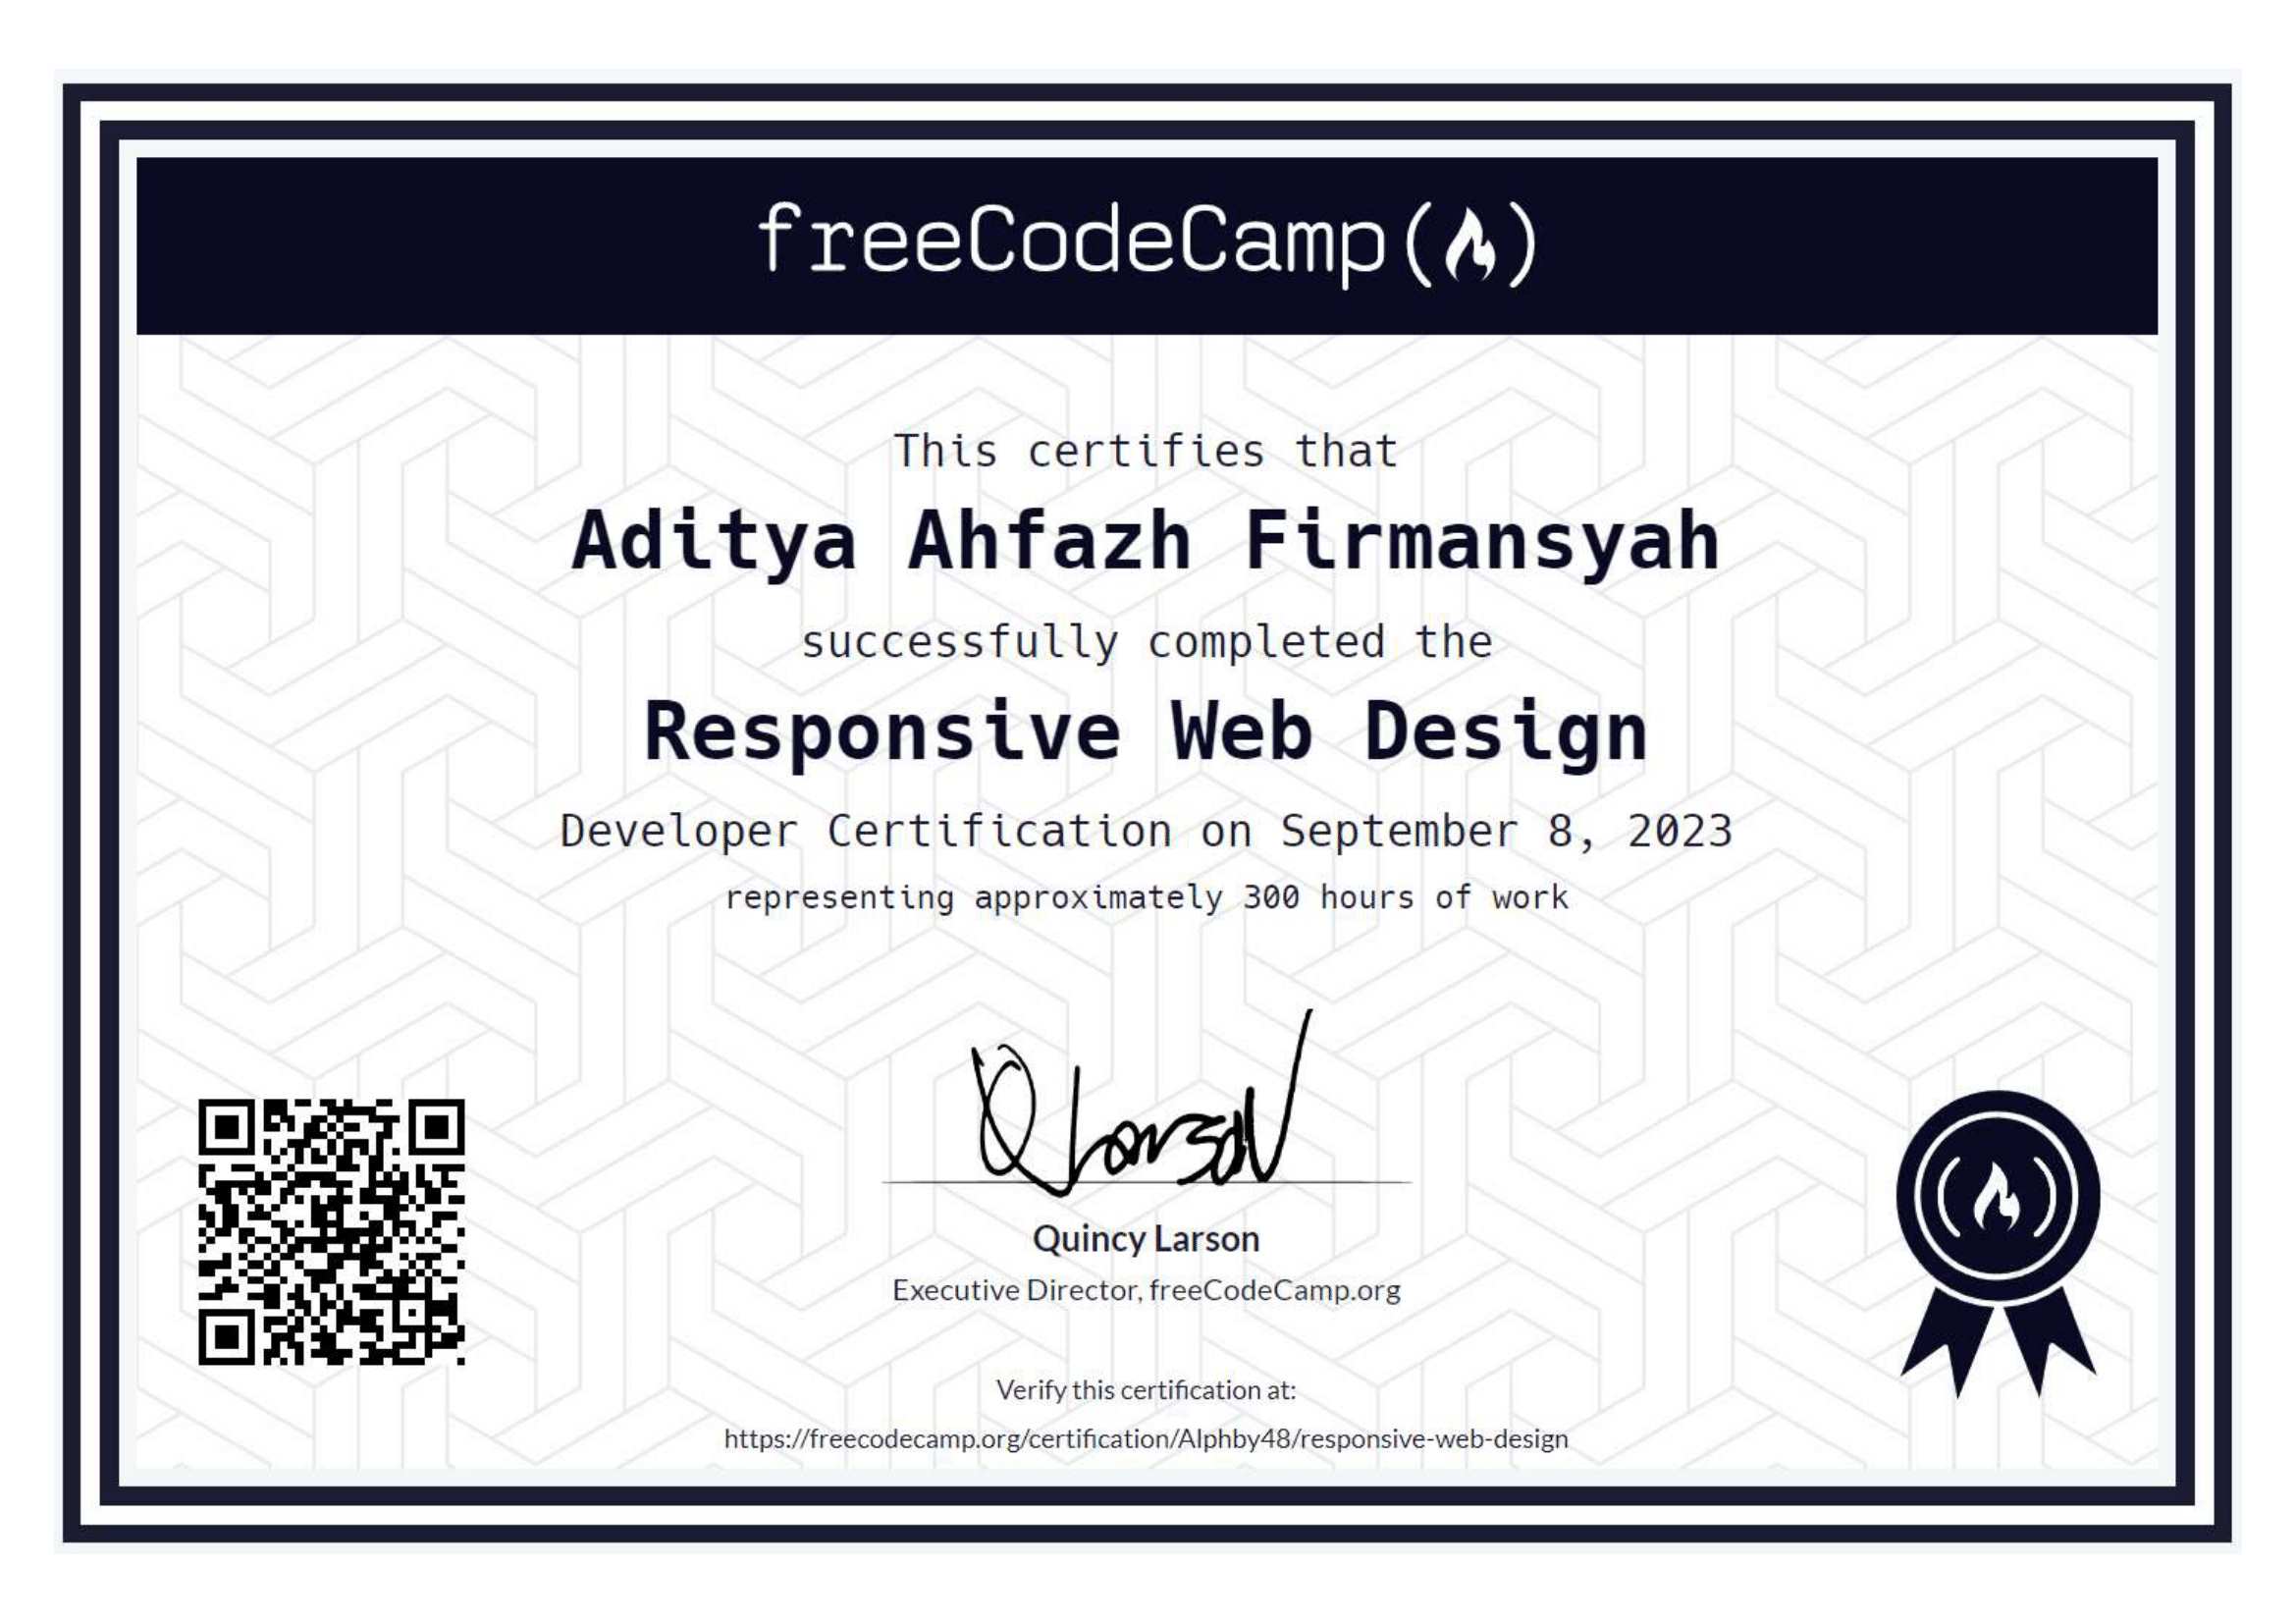 freeCodeCamp
This certifies that
Aditya Ahfazh Firmansyah
successfully completed the
Responsive Web Design
Developer Certification on September 8, 2023
representing approximately 300 hours of work
Q Larson
Quincy Larson
Executive Director, freeCodeCamp.org
Verify this certification at:
https://freecodecamp.org/certification/Alphby48/responsive-web-design